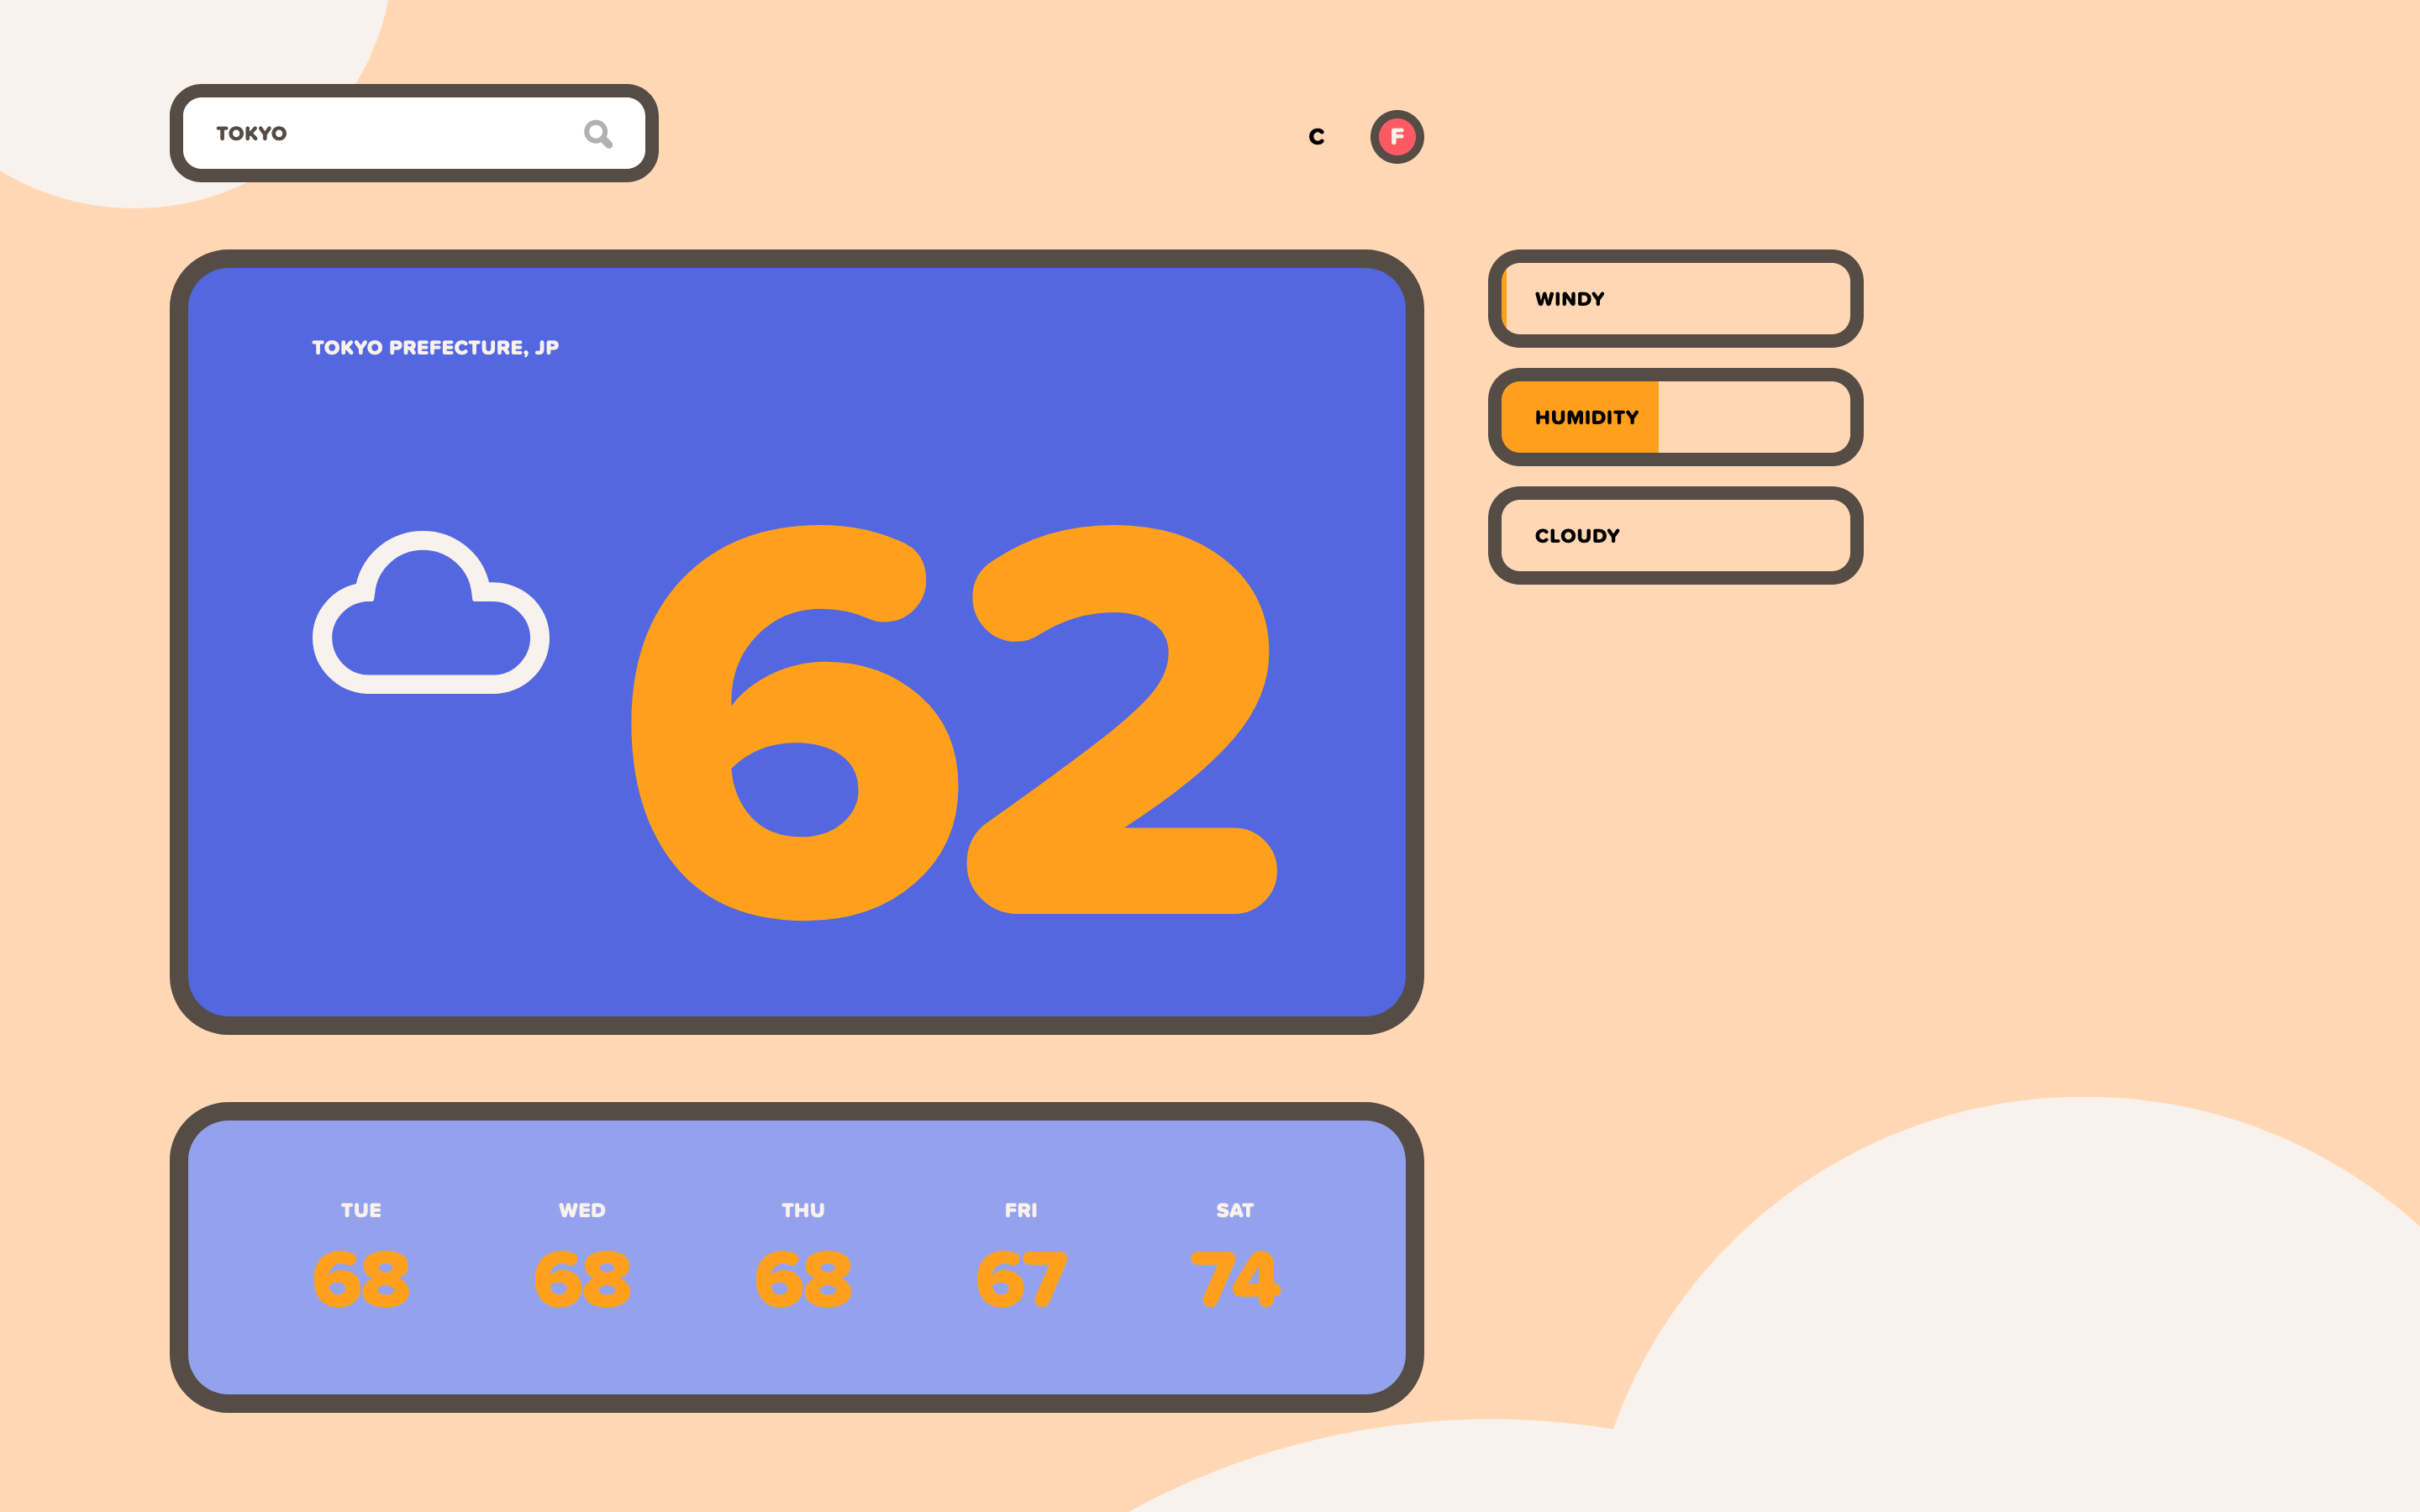 TOKYO
C
F
TOKYO PREFECTURE, JP
62
WINDY
HUMIDITY
CLOUDY
TUE
WED
THU
FRI
SAT
68
68
68
67
74